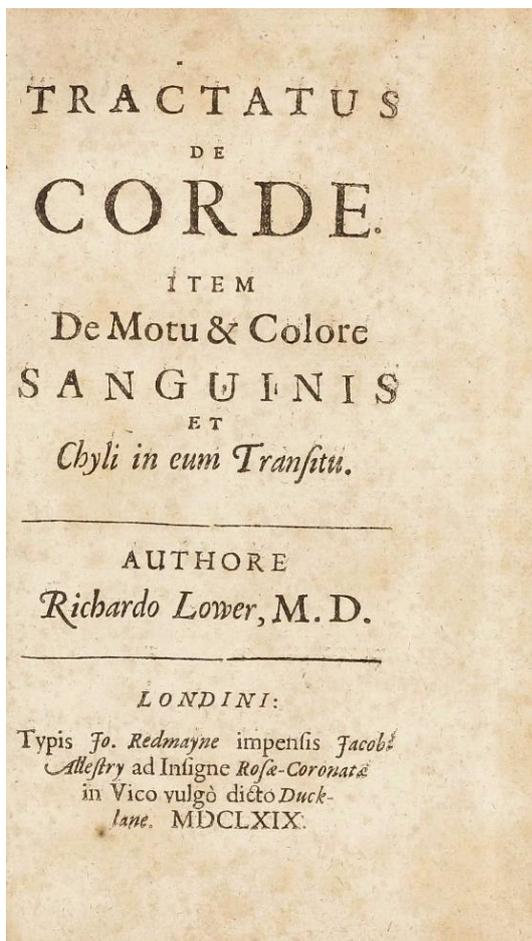 TRACTATUS
DE
CORDE.
ITEM
De Motu & Colore
SANGUINIS
ET
Chyli in eum Tranſitu.
AUTHORE
Richardo Lower, M. D.
LONDINI:
Typis Jo. Redmayne impenſis Jacobi
Alleſtry ad Inſigne Roſæ-Coronatæ
in Vico vulgò dicto Duck-
lane. MDCLXIX.